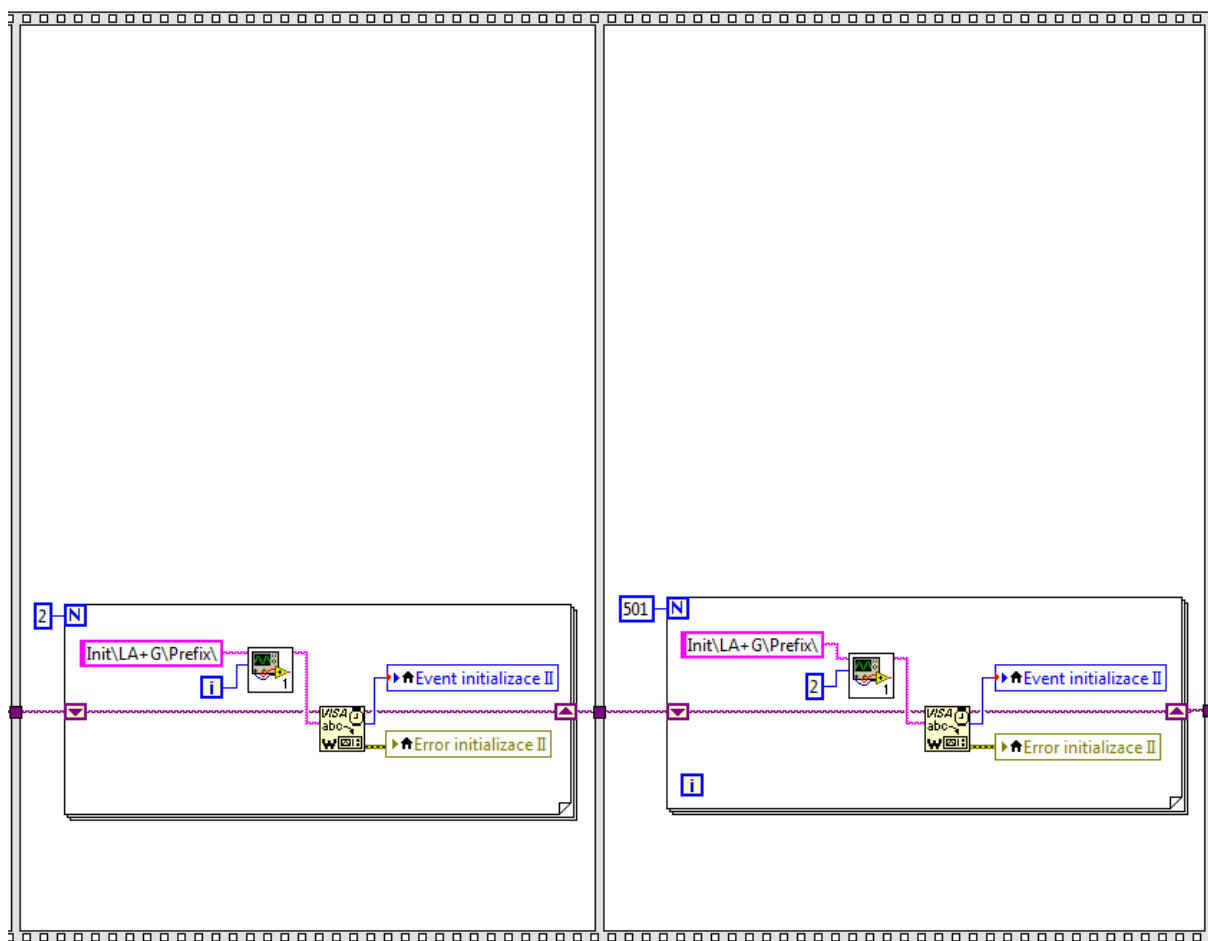 2
N
Init\LA+G\Prefix\
i
1
Event initializace II
VISA
abc
W
Error initializace II
501
N
Init\LA+G\Prefix\
2
1
Event initializace II
VISA
abc
W
Error initializace II
i